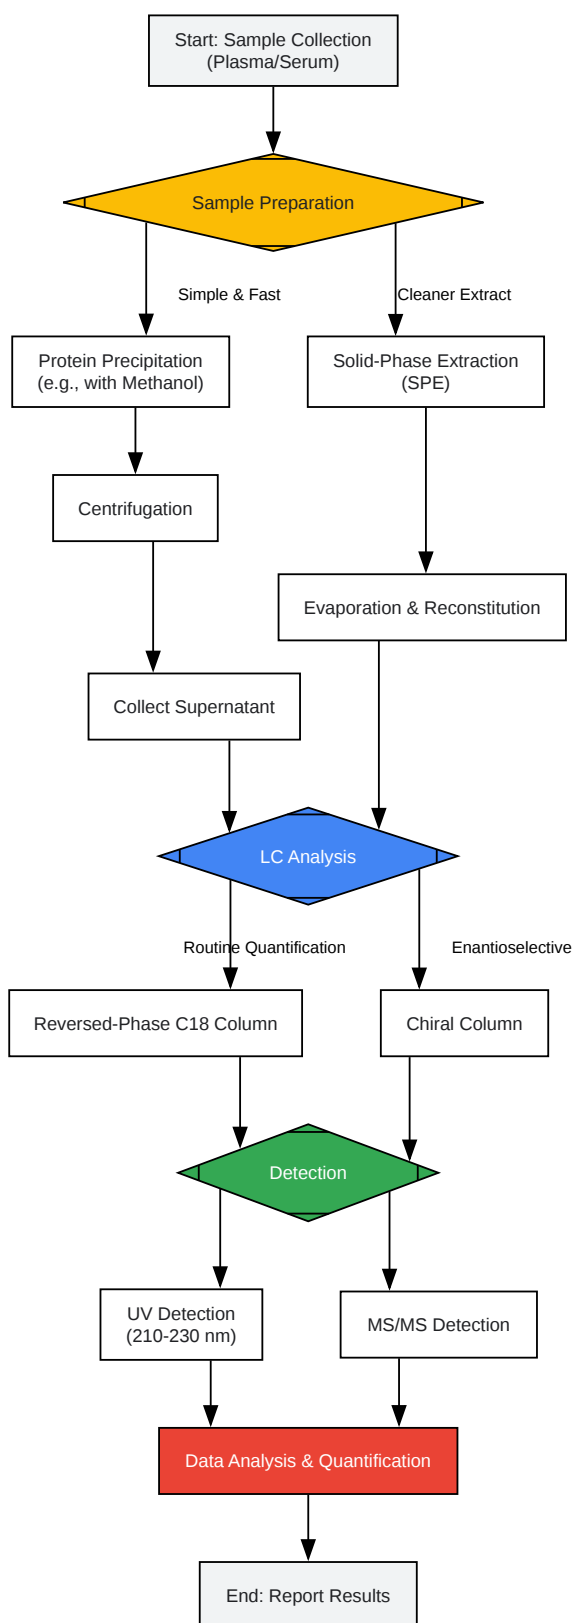 Start: Sample Collection
(Plasma/Serum)
Sample Preparation
Simple & Fast
Cleaner Extract
Protein Precipitation
(e.g., with Methanol)
Solid-Phase Extraction
(SPE)
Centrifugation
Evaporation & Reconstitution
Collect Supernatant
LC Analysis
Routine Quantification
Enantioselective
Reversed-Phase C18 Column
Chiral Column
Detection
UV Detection
(210-230 nm)
MS/MS Detection
Data Analysis & Quantification
End: Report Results